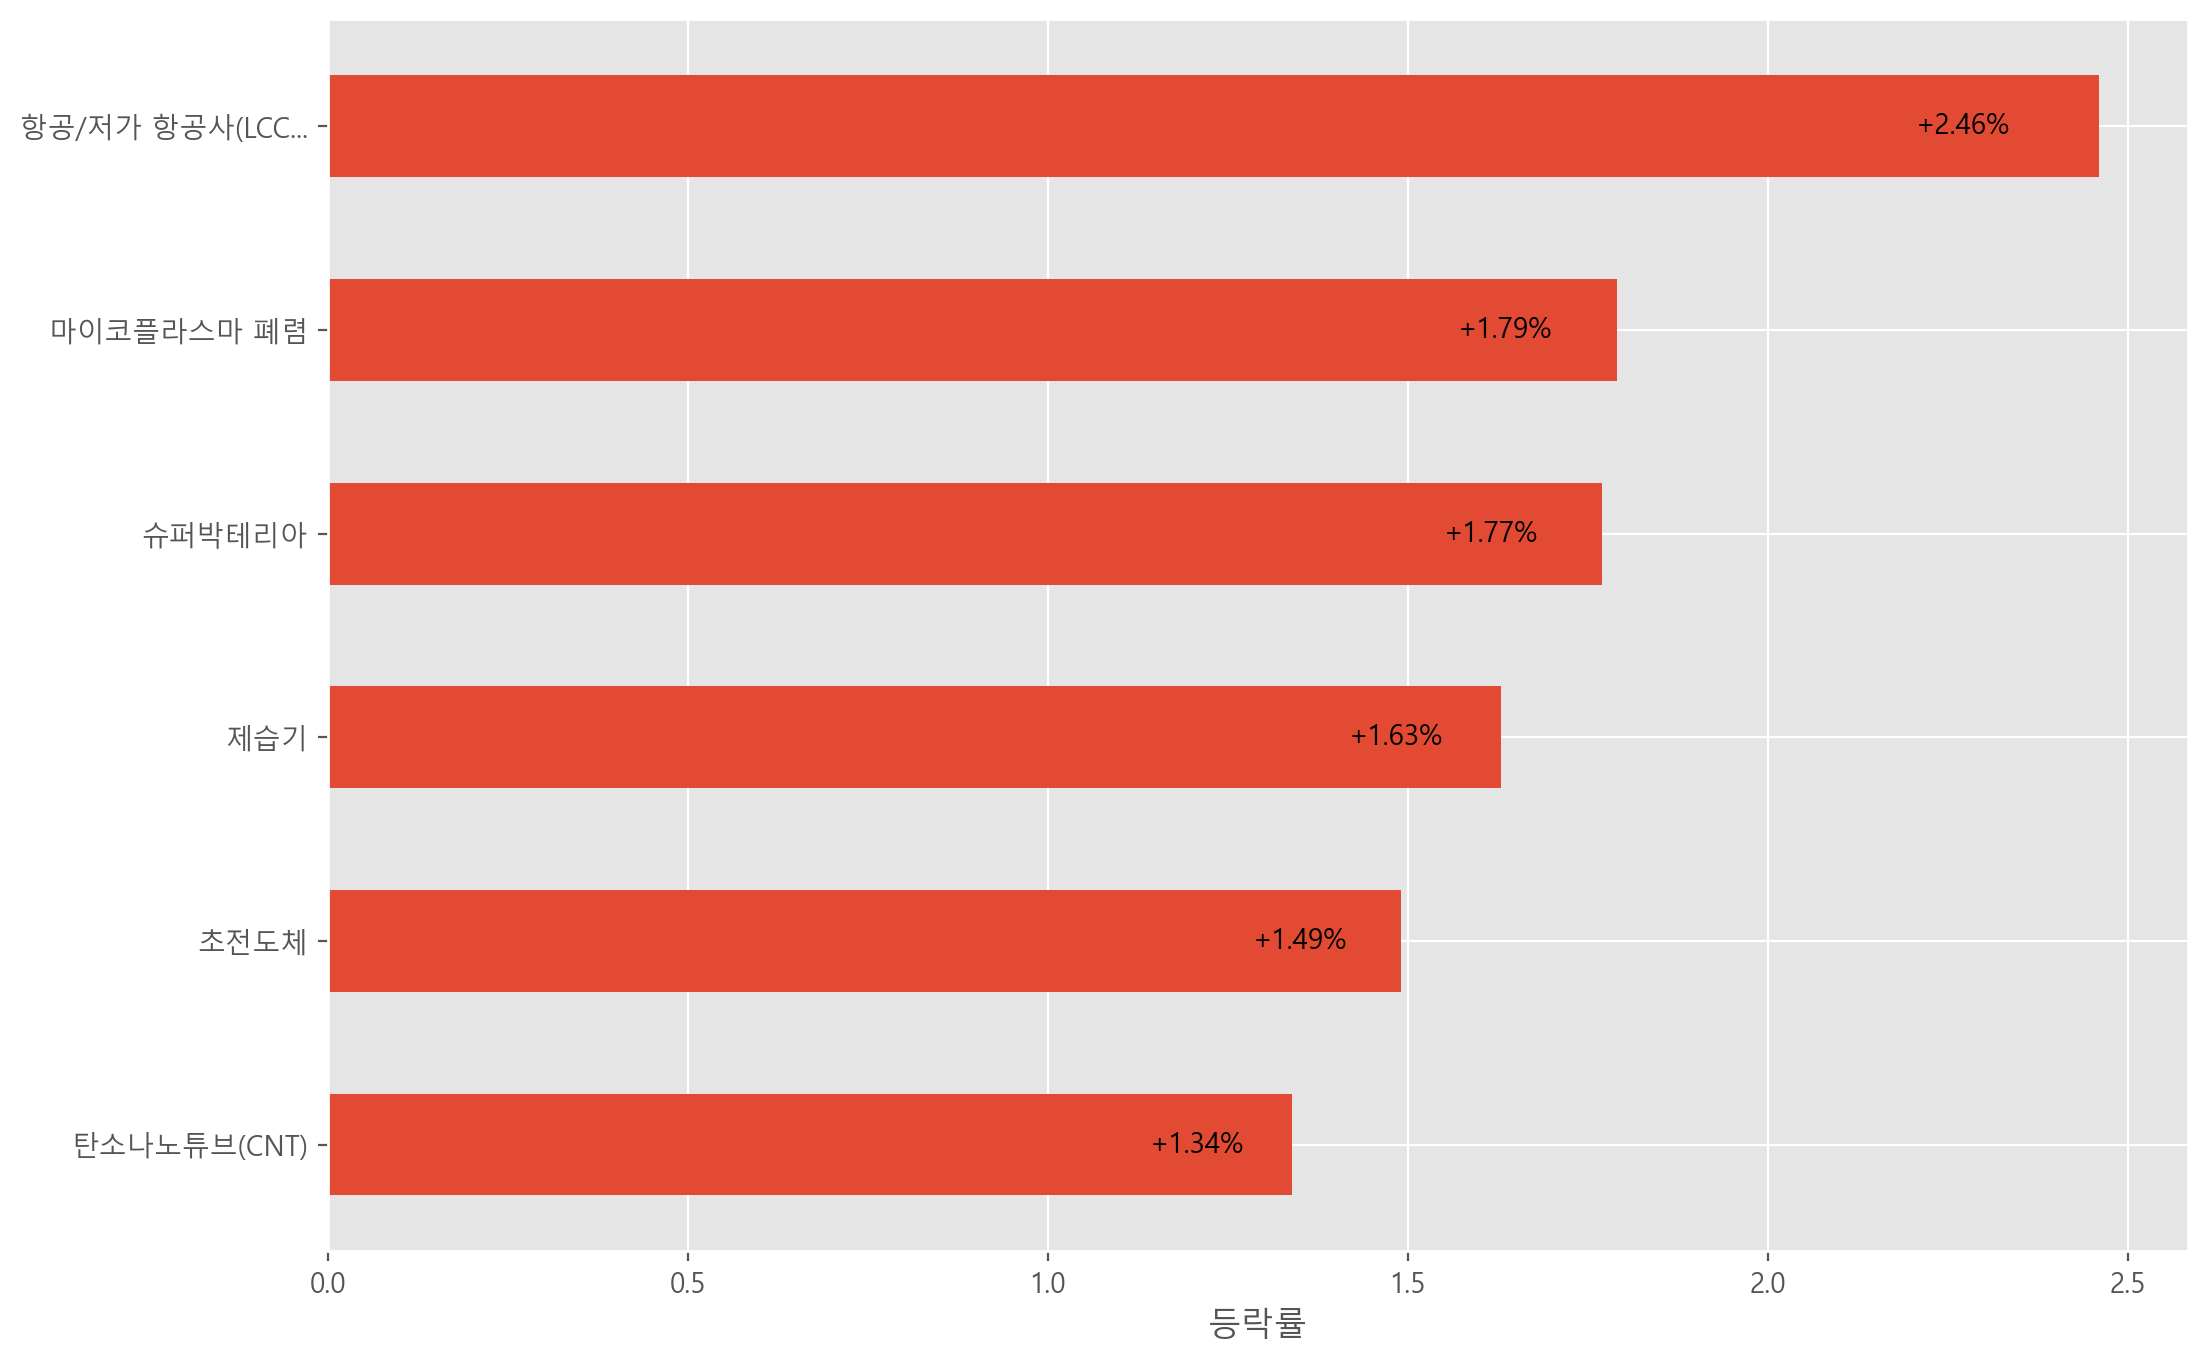 항공/저가 항공사(LCC...
+2.46%
마이코플라스마 폐렴
+1.79%
슈퍼박테리아
+1.77%
제습기
+1.63%
초전도체
+1.49%
탄소나노튜브(CNT)
+1.34%
0.0 0.5 1.0 1.5 2.0 2.5
등락률